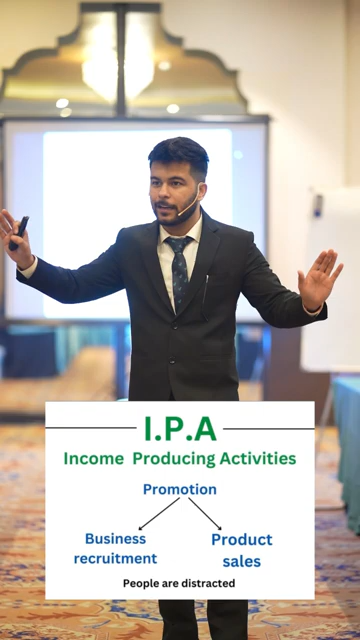 I.P.A
Income Producing Activities
Promotion
Business
recruitment
Product
sales
People are distracted